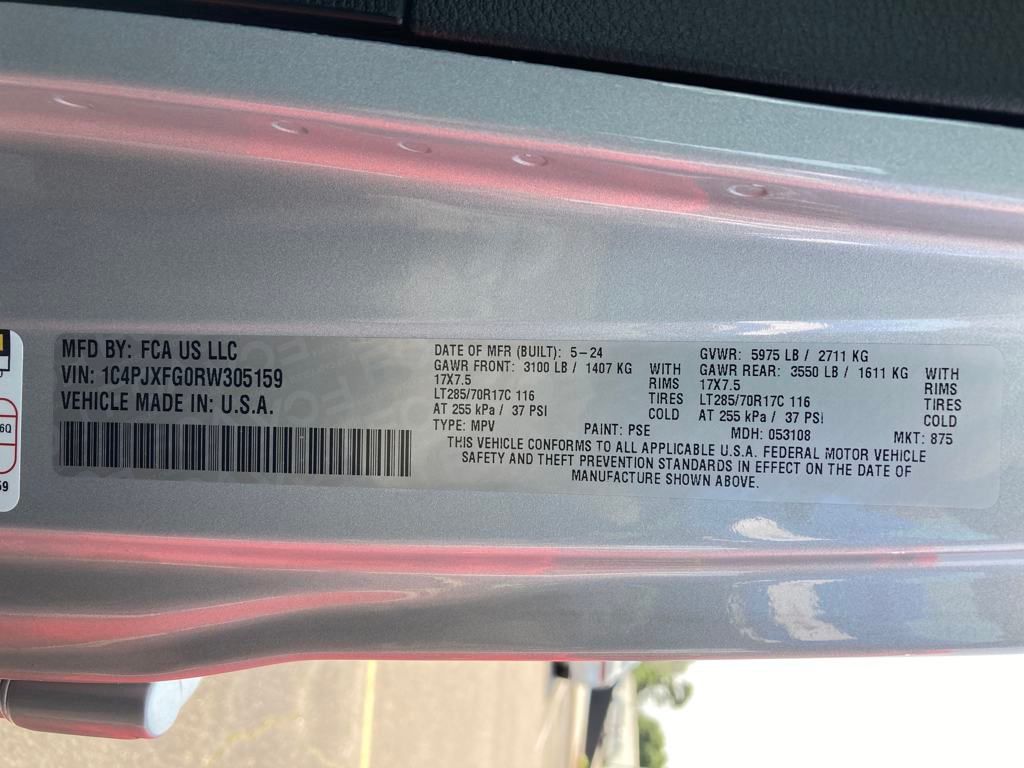 MFD BY: FCA US LLC
VIN: 1C4PJXFG0RW305159
VEHICLE MADE IN: U.S.A.
DATE OF MFR (BUILT): 5-24
GAWR FRONT: 3100 LB / 1407 KG WITH
17X7.5 RIMS
LT285/70R17C 116 TIRES
AT 255 kPa / 37 PSI COLD
GVWR: 5975 LB / 2711 KG
GAWR REAR: 3550 LB / 1611 KG WITH
17X7.5 RIMS
LT285/70R17C 116 TIRES
AT 255 kPa / 37 PSI COLD
TYPE: MPV PAINT: PSE MDH: 053108 MKT: 875
THIS VEHICLE CONFORMS TO ALL APPLICABLE U.S.A. FEDERAL MOTOR VEHICLE
SAFETY AND THEFT PREVENTION STANDARDS IN EFFECT ON THE DATE OF
MANUFACTURE SHOWN ABOVE.